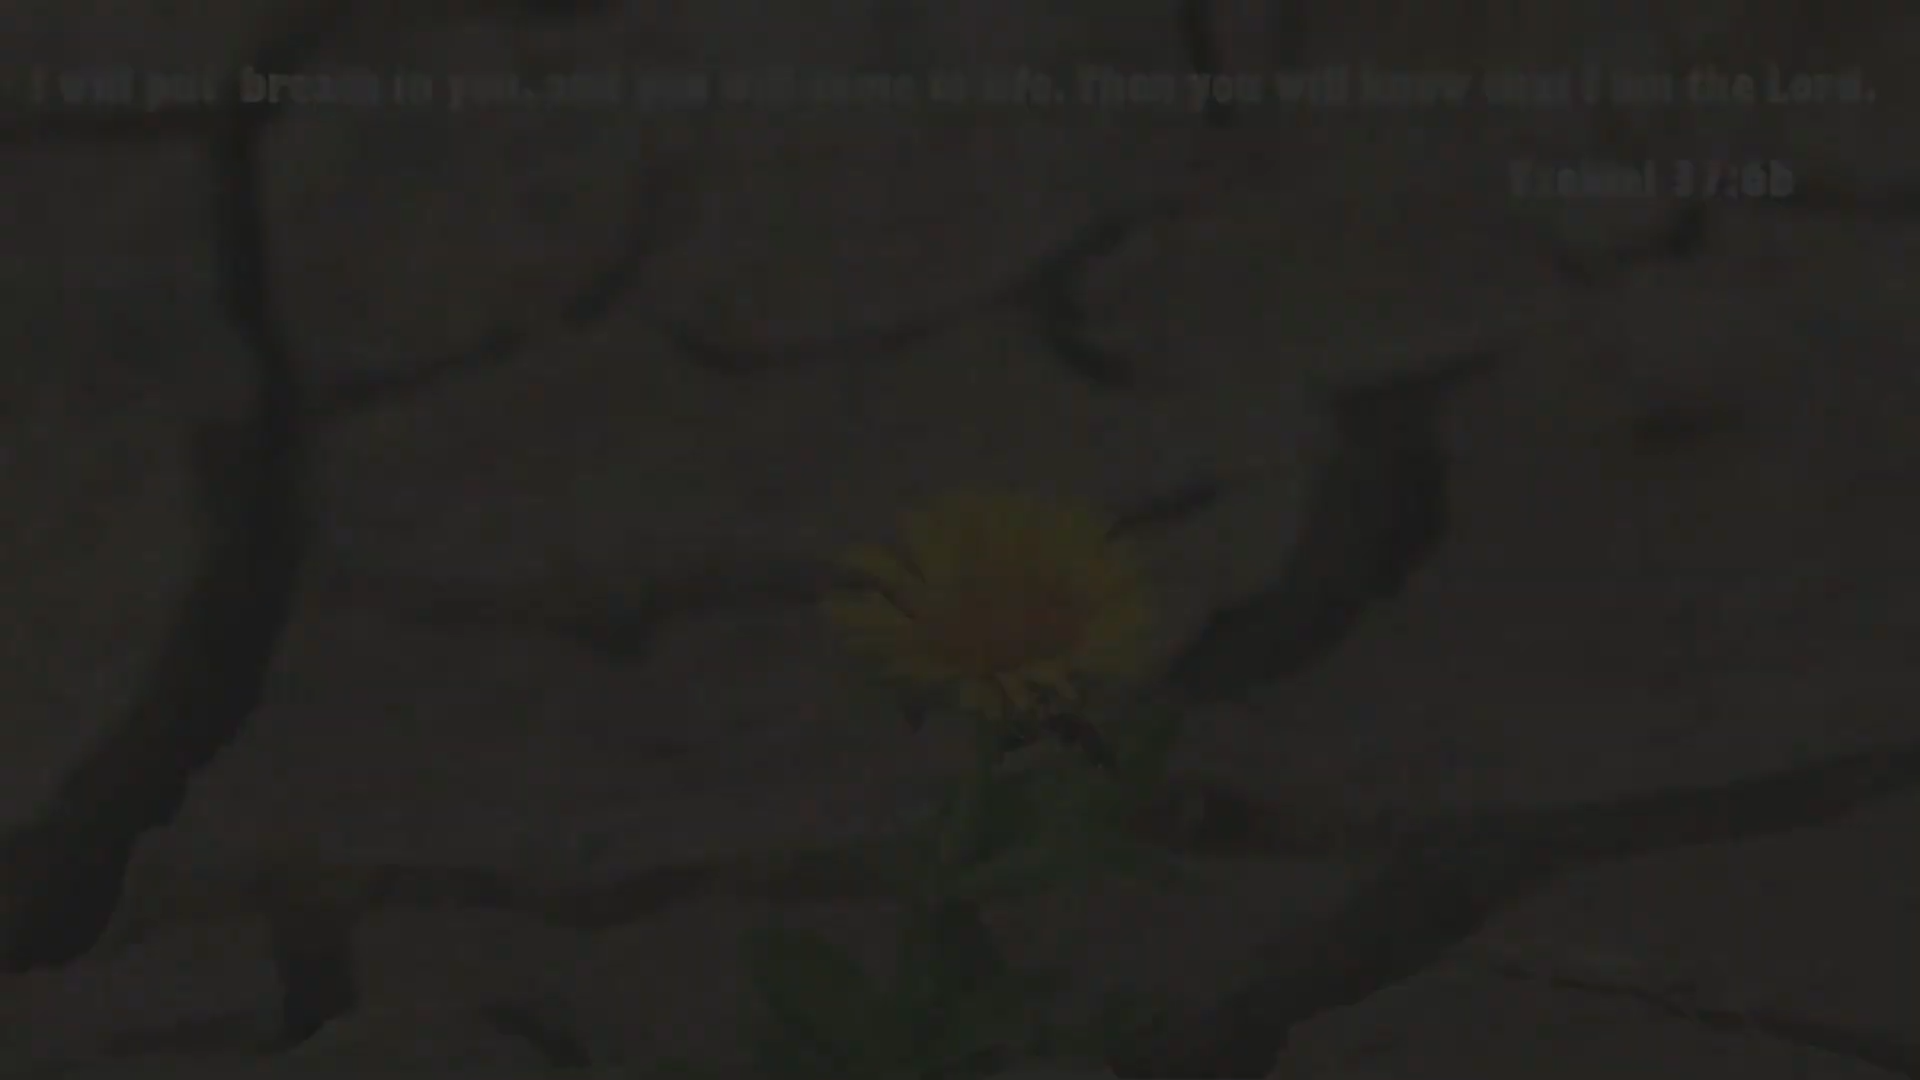 I will put breath in you, and you will come to life. Then you will know that I am the Lord.
Ezekiel 37:6b